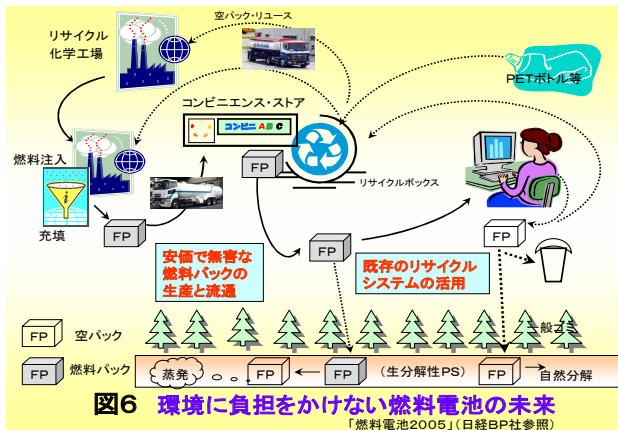 空パック・リユース
リサイクル
化学工場
PETボトル等
コンビニエンス・ストア
コンビニ A B C
燃料注入
FP
リサイクルボックス
i
充填
FP
FP
FP
安価で無害な
燃料パックの
生産と流通
既存のリサイクル
システムの活用
一般ゴミ
FP 空パック
FP 燃料パック
蒸発
FP
FP
(生分解性PS)
FP
自然分解
図6 環境に負担をかけない燃料電池の未来
「燃料電池2005」(日経BP社参照)